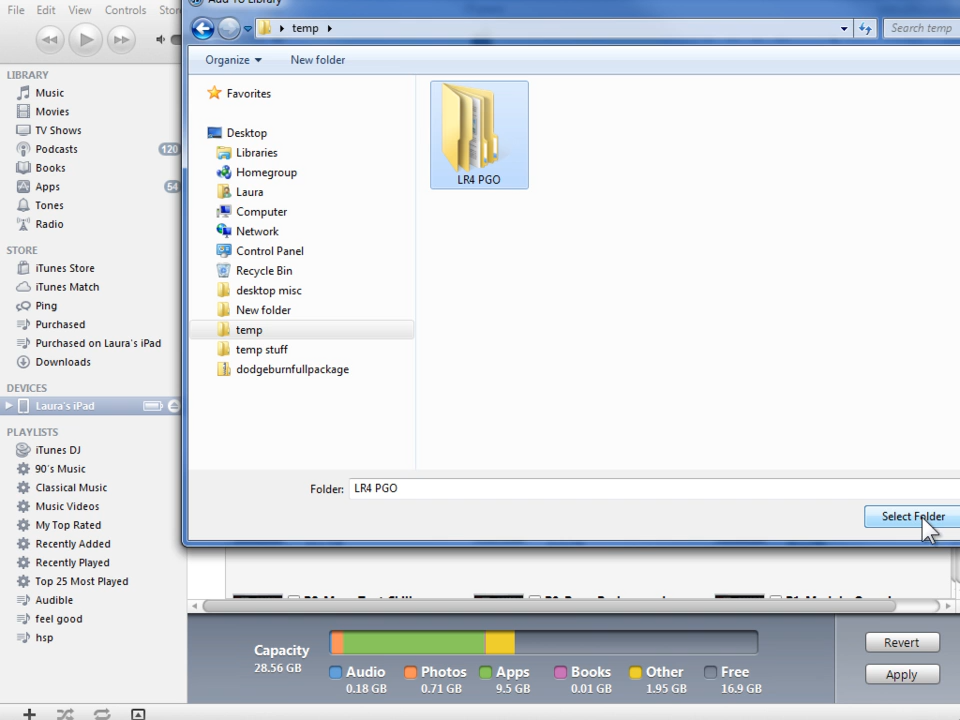 Add To Library
File Edit View Controls Stor
temp
Search temp
Organize
New folder
LIBRARY
Music
Movies
TV Shows
Podcasts 120
Books
Apps 54
Tones
Radio
STORE
iTunes Store
iTunes Match
Ping
Purchased
Purchased on Laura's iPad
Downloads
DEVICES
Laura's iPad
PLAYLISTS
iTunes DJ
90's Music
Classical Music
Music Videos
My Top Rated
Recently Added
Recently Played
Top 25 Most Played
Audible
feel good
hsp
Favorites
Desktop
Libraries
Homegroup
Laura
Computer
Network
Control Panel
Recycle Bin
desktop misc
New folder
temp
temp stuff
dodgeburnfullpackage
LR4 PGO
Folder: LR4 PGO
Select Folder
Capacity
28.56 GB
Audio
0.18 GB
Photos
0.71 GB
Apps
9.5 GB
Books
0.01 GB
Other
1.95 GB
Free
16.9 GB
Revert
Apply